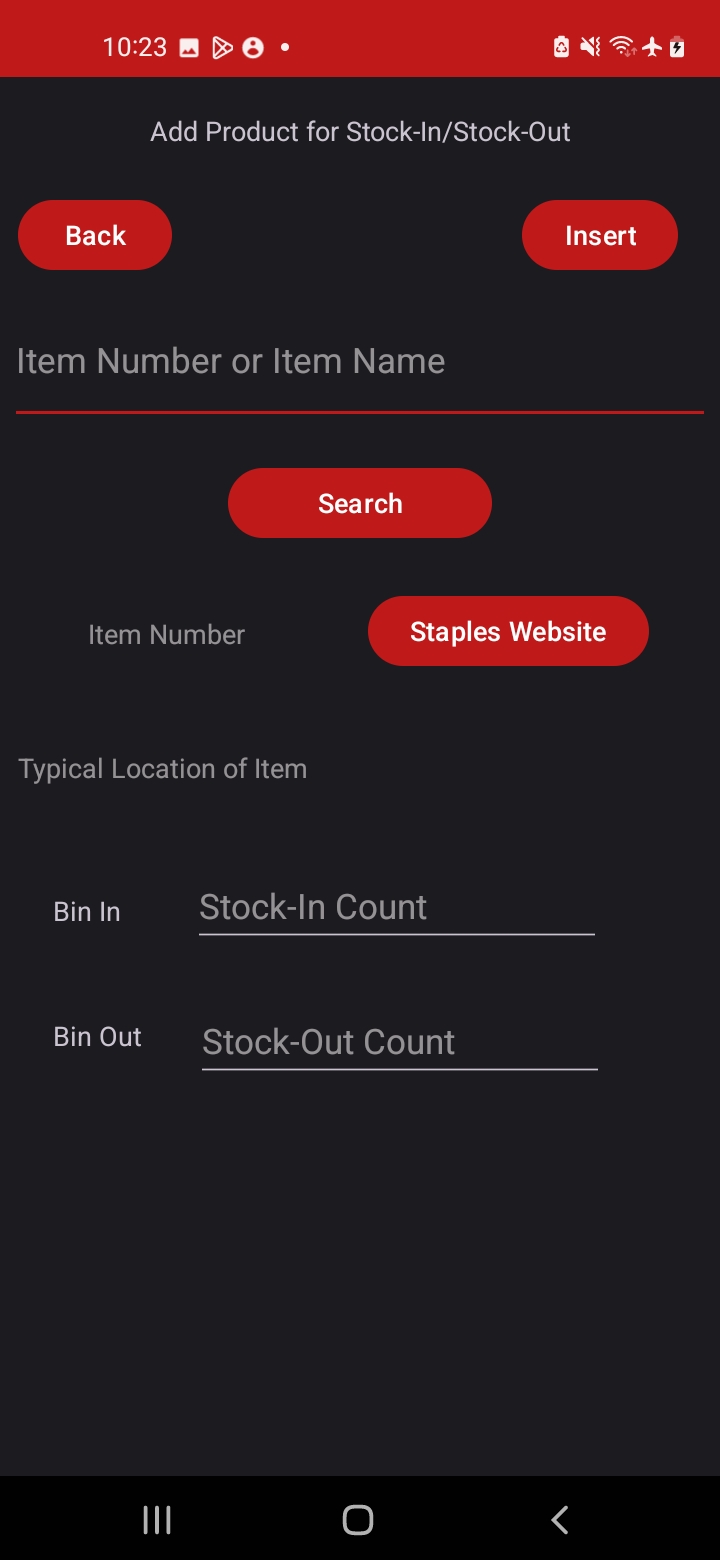 10:23
Add Product for Stock-In/Stock-Out
Back
Insert
Item Number or Item Name
Search
Item Number
Staples Website
Typical Location of Item
Bin In
Stock-In Count
Bin Out
Stock-Out Count